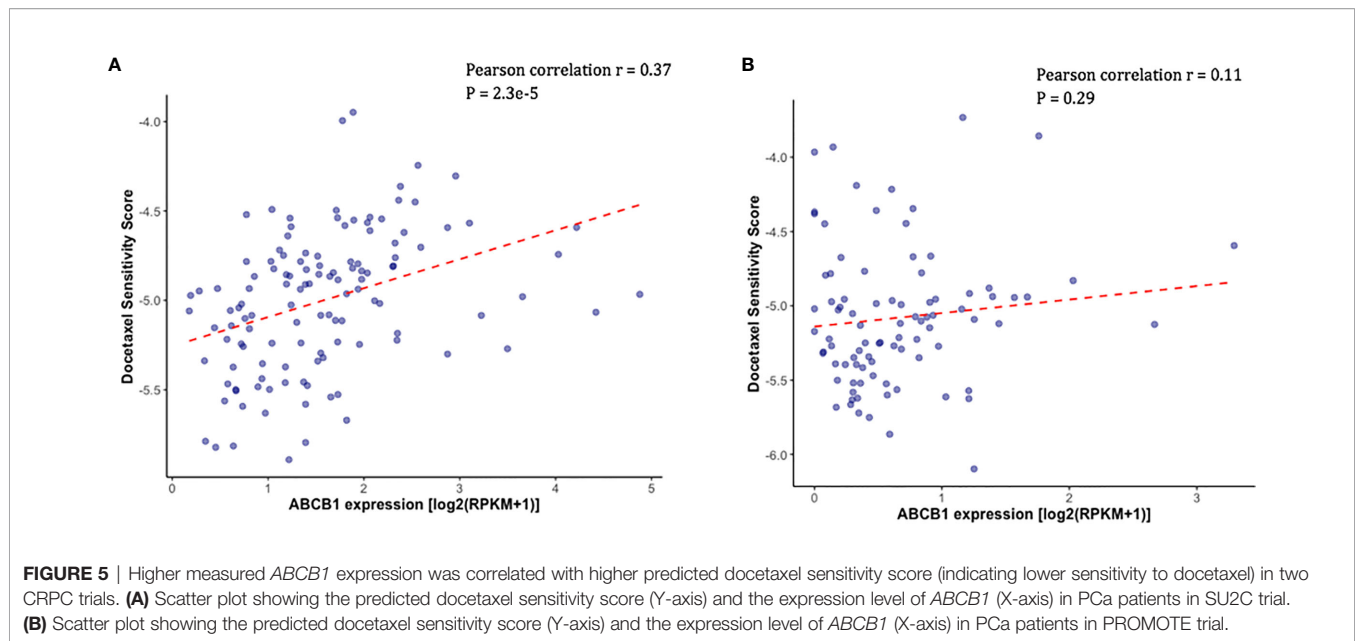 A
Pearson correlation r = 0.37
P = 2.3e-5
Docetaxel Sensitivity Score
-4.0
-4.5
-5.0
-5.5
0 1 2 3 4 5
ABCB1 expression [log2(RPKM+1)]
B
Pearson correlation r = 0.11
P = 0.29
Docetaxel Sensitivity Score
-4.0
-4.5
-5.0
-5.5
-6.0
0 1 2 3
ABCB1 expression [log2(RPKM+1)]
FIGURE 5 | Higher measured ABCB1 expression was correlated with higher predicted docetaxel sensitivity score (indicating lower sensitivity to docetaxel) in two
CRPC trials. (A) Scatter plot showing the predicted docetaxel sensitivity score (Y-axis) and the expression level of ABCB1 (X-axis) in PCa patients in SU2C trial.
(B) Scatter plot showing the predicted docetaxel sensitivity score (Y-axis) and the expression level of ABCB1 (X-axis) in PCa patients in PROMOTE trial.